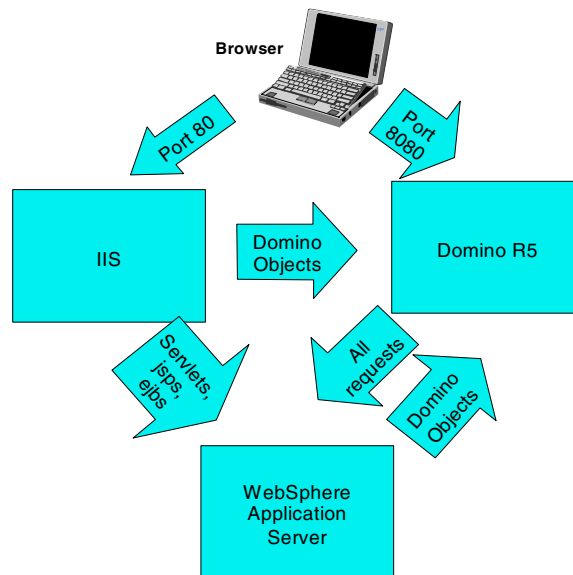 Browser
Port 80
Port
8080
IIS
Domino
Objects
Domino R5
Servlets,
jsps,
ejbs
All
requests
Domino
Objects
WebSphere
Application
Server